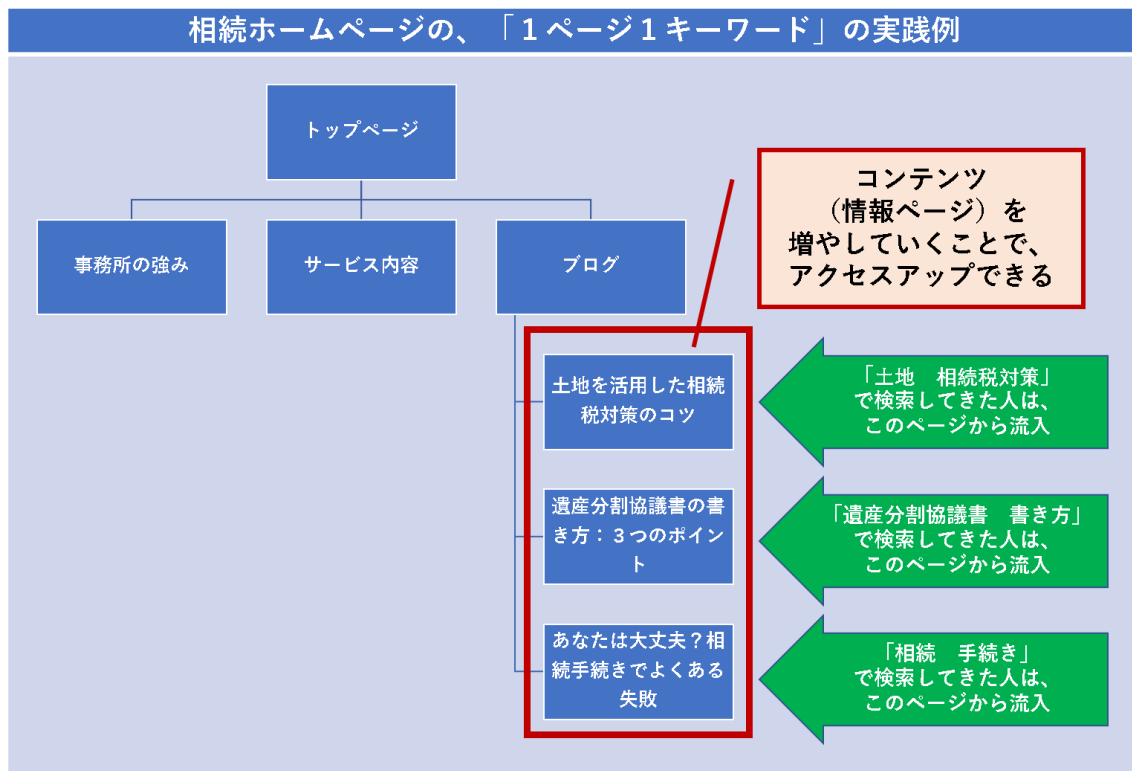 相続ホームページの、「１ページ１キーワード」の実践例
トップページ
事務所の強み
サービス内容
ブログ
コンテンツ
（情報ページ）を
増やしていくことで、
アクセスアップできる
土地を活用した相続
税対策のコツ
「土地　相続税対策」
で検索してきた人は、
このページから流入
遺産分割協議書の書
き方：３つのポイン
ト
「遺産分割協議書　書き方」
で検索してきた人は、
このページから流入
あなたは大丈夫？相
続手続きでよくある
失敗
「相続　手続き」
で検索してきた人は、
このページから流入